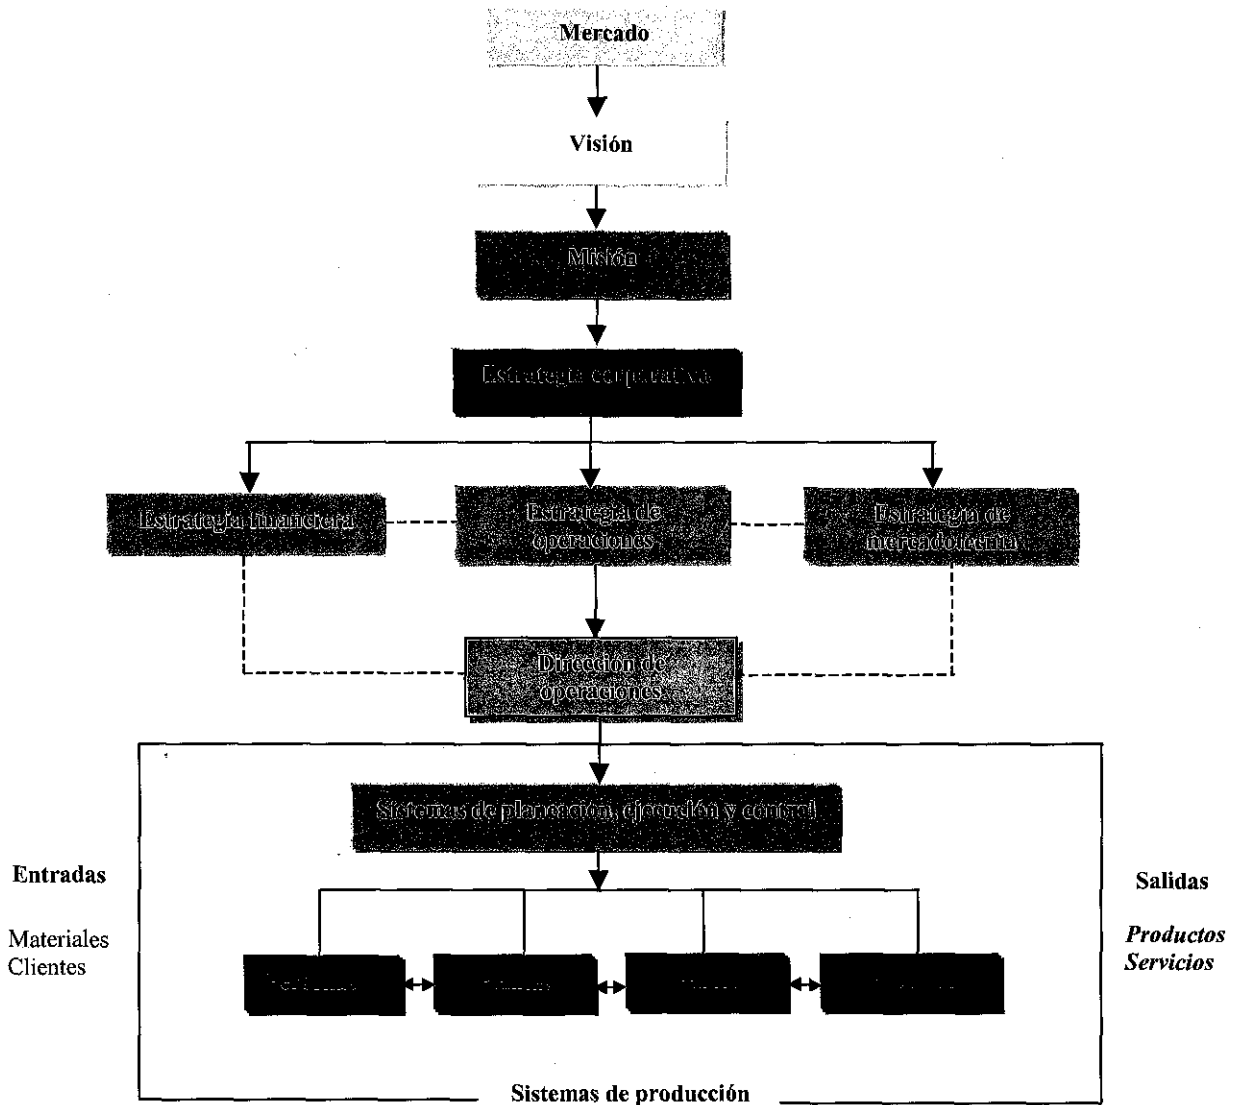 Mercado
Visión
Misión
Estrategia corporativa
Estrategia financiera
Estrategia de
operaciones
Estrategia de
mercadotecnia
Dirección de
operaciones
Sistemas de planeación, ejecución y control
Entradas
Materiales
Clientes
Salidas
Productos
Servicios
Sistemas de producción